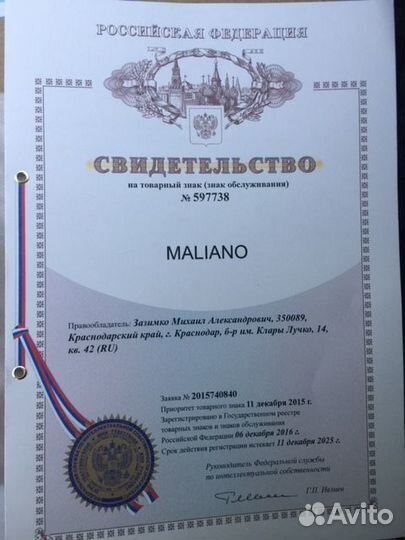 РОССИЙСКАЯ ФЕДЕРАЦИЯ
СВИДЕТЕЛЬСТВО
на товарный знак (знак обслуживания)
№ 597738
MALIANO
Правообладатель: Зазимко Михаил Александрович, 350089,
Краснодарский край, г. Краснодар, б-р им. Клары Лучко, 14,
кв. 42 (RU)
Заявка № 2015740840
Приоритет товарного знака 11 декабря 2015 г.
Зарегистрировано в Государственном реестре
товарных знаков и знаков обслуживания
Российской Федерации 06 декабря 2016 г.
Срок действия регистрации истекает 11 декабря 2025 г.
Руководитель Федеральной службы
по интеллектуальной собственности
Г.П. Ивлиев
Avito